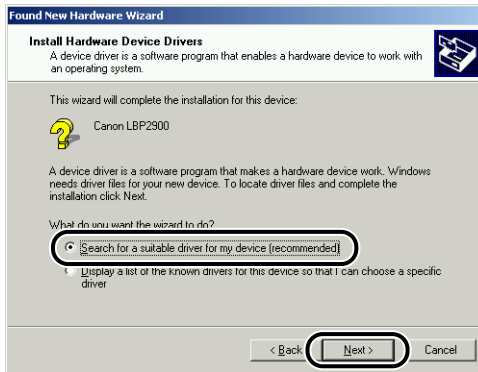 Found New Hardware Wizard
Install Hardware Device Drivers
A device driver is a software program that enables a hardware device to work with
an operating system.
This wizard will complete the installation for this device:
Canon LBP2900
A device driver is a software program that makes a hardware device work. Windows
needs driver files for your new device. To locate driver files and complete the
installation click Next.
What do you want the wizard to do?
Search for a suitable driver for my device (recommended)
Display a list of the known drivers for this device so that I can choose a specific
driver
< Back Next > Cancel